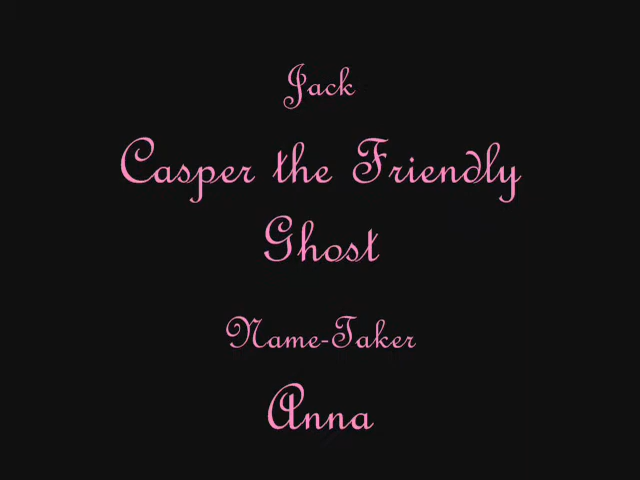 Jack
Casper the Friendly
Ghost
Name-Taker
Anna